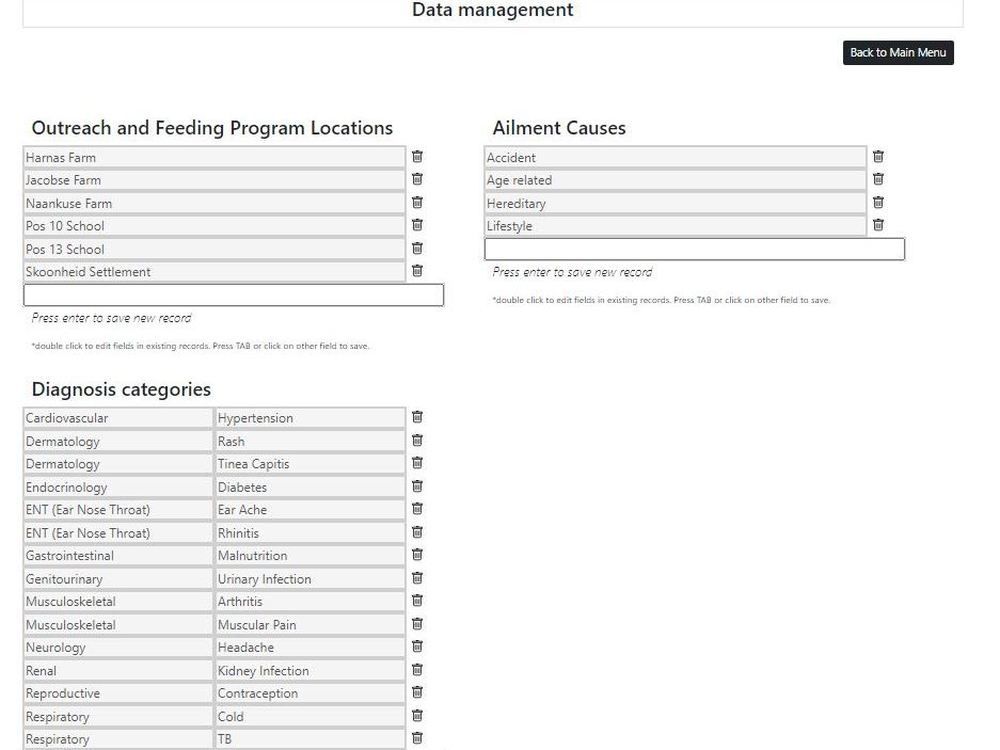 Data management
Back to Main Menu
Outreach and Feeding Program Locations
Harnas Farm
Jacobse Farm
Naankuse Farm
Pos 10 School
Pos 13 School
Skoonheid Settlement
Press enter to save new record
*double click to edit fields in existing records. Press TAB or click on other field to save.
Ailment Causes
Accident
Age related
Hereditary
Lifestyle
Press enter to save new record
*double click to edit fields in existing records. Press TAB or click on other field to save.
Diagnosis categories
Cardiovascular Hypertension
Dermatology Rash
Dermatology Tinea Capitis
Endocrinology Diabetes
ENT (Ear Nose Throat) Ear Ache
ENT (Ear Nose Throat) Rhinitis
Gastrointestinal Malnutrition
Genitourinary Urinary Infection
Musculoskeletal Arthritis
Musculoskeletal Muscular Pain
Neurology Headache
Renal Kidney Infection
Reproductive Contraception
Respiratory Cold
Respiratory TB